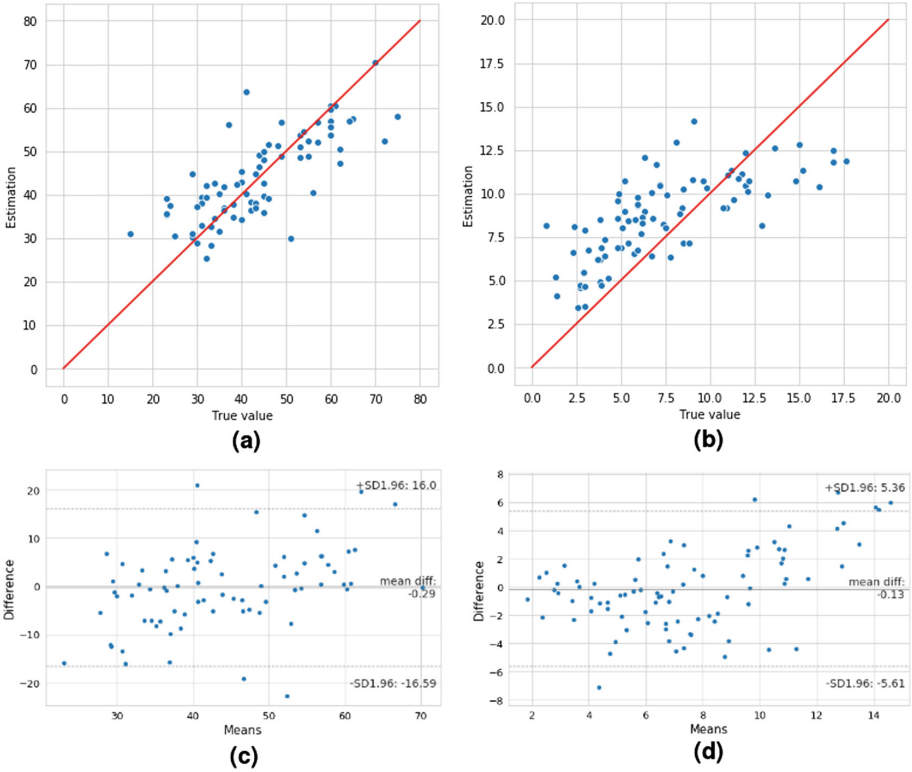 80
70
60
50
40
30
20
10
0
Estimation
0 10 20 30 40 50 60 70 80
True value
(a)
20.0
17.5
15.0
12.5
10.0
7.5
5.0
2.5
0.0
Estimation
0.0 2.5 5.0 7.5 10.0 12.5 15.0 17.5 20.0
True value
(b)
20
10
0
−10
−20
Difference
+SD1.96: 16.0
mean diff:
-0.29
-SD1.96: -16.59
30 40 50 60 70
Means
(c)
8
6
4
2
0
−2
−4
−6
−8
Difference
+SD1.96: 5.36
mean diff:
-0.13
-SD1.96: -5.61
2 4 6 8 10 12 14
Means
(d)